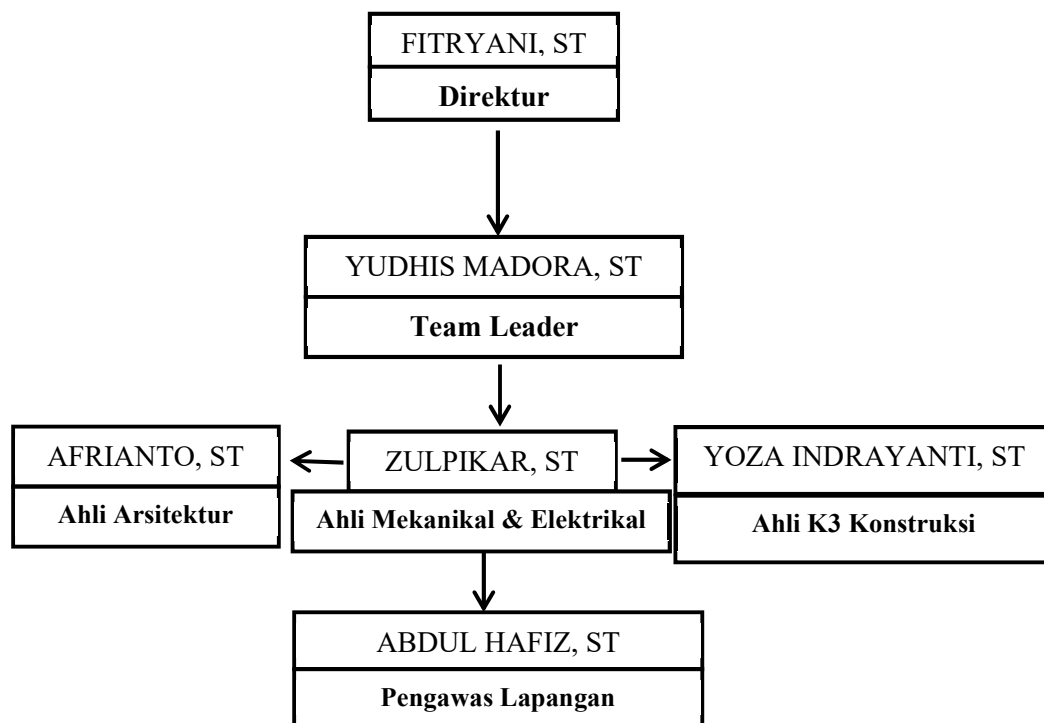 FITRYANI, ST
Direktur
YUDHIS MADORA, ST
Team Leader
AFRIANTO, ST
Ahli Arsitektur
ZULPIKAR, ST
Ahli Mekanikal & Elektrikal
YOZA INDRAYANTI, ST
Ahli K3 Konstruksi
ABDUL HAFIZ, ST
Pengawas Lapangan